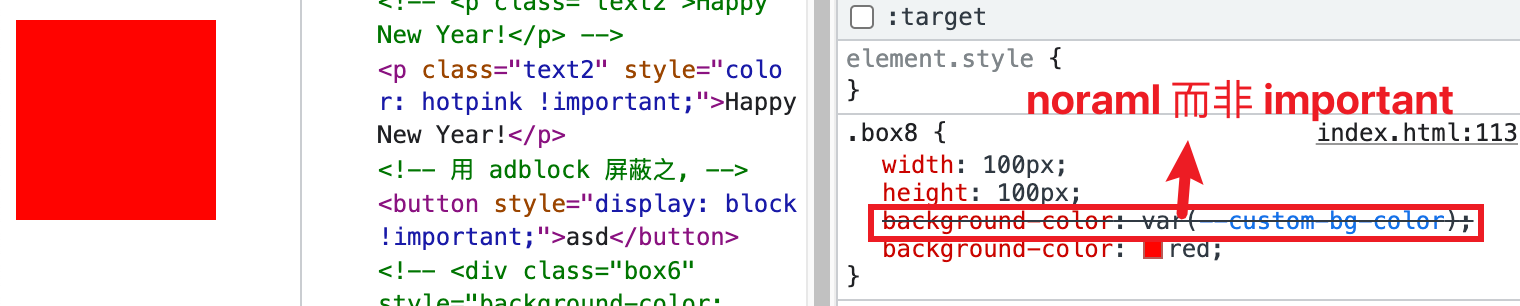 <!-- <p class="text2">Happy
New Year!</p> -->
<p class="text2" style="colo
r: hotpink !important;">Happy
New Year!</p>
<!-- 用 adblock 屏蔽之, -->
<button style="display: block
!important;">asd</button>
<!-- <div class="box6"
style="background-color:
:target
element.style {
}
noraml 而非 important
.box8 {
index.html:113
width: 100px;
height: 100px;
background-color: var(--custom-bg-color);
background-color: red;
}